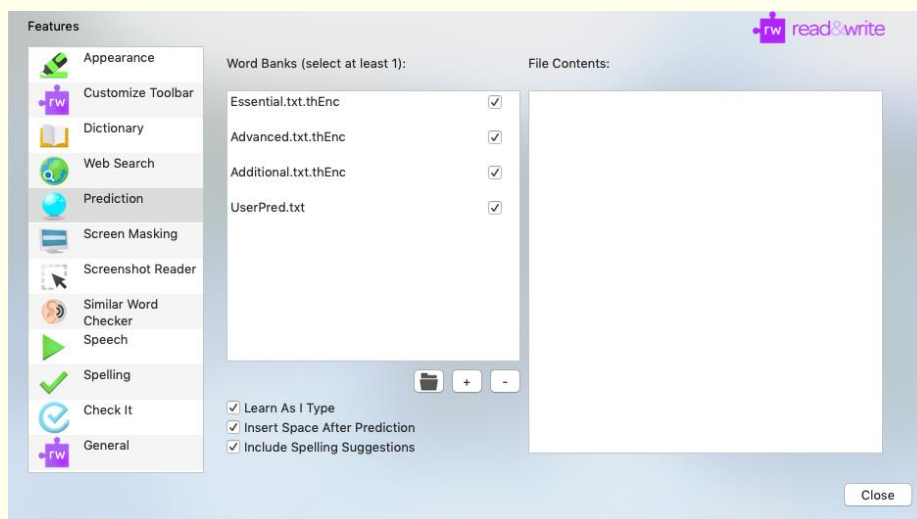 Features
rw read&write
Appearance
Customize Toolbar
rw
Dictionary
Web Search
Prediction
Screen Masking
Screenshot Reader
Similar Word
Checker
Speech
Spelling
Check It
General
rw
Word Banks (select at least 1):
Essential.txt.thEnc
Advanced.txt.thEnc
Additional.txt.thEnc
UserPred.txt
+ -
Learn As I Type
Insert Space After Prediction
Include Spelling Suggestions
File Contents:
Close